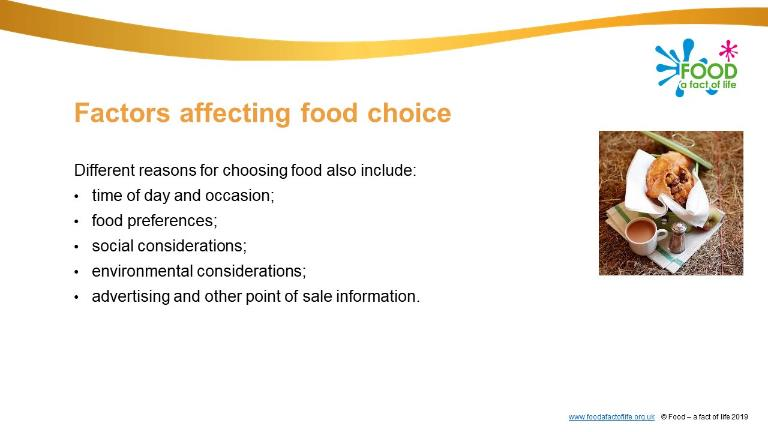 FOOD
a fact of life
Factors affecting food choice
Different reasons for choosing food also include:
• time of day and occasion;
• food preferences;
• social considerations;
• environmental considerations;
• advertising and other point of sale information.
www.foodafactoflife.org.uk © Food – a fact of life 2019